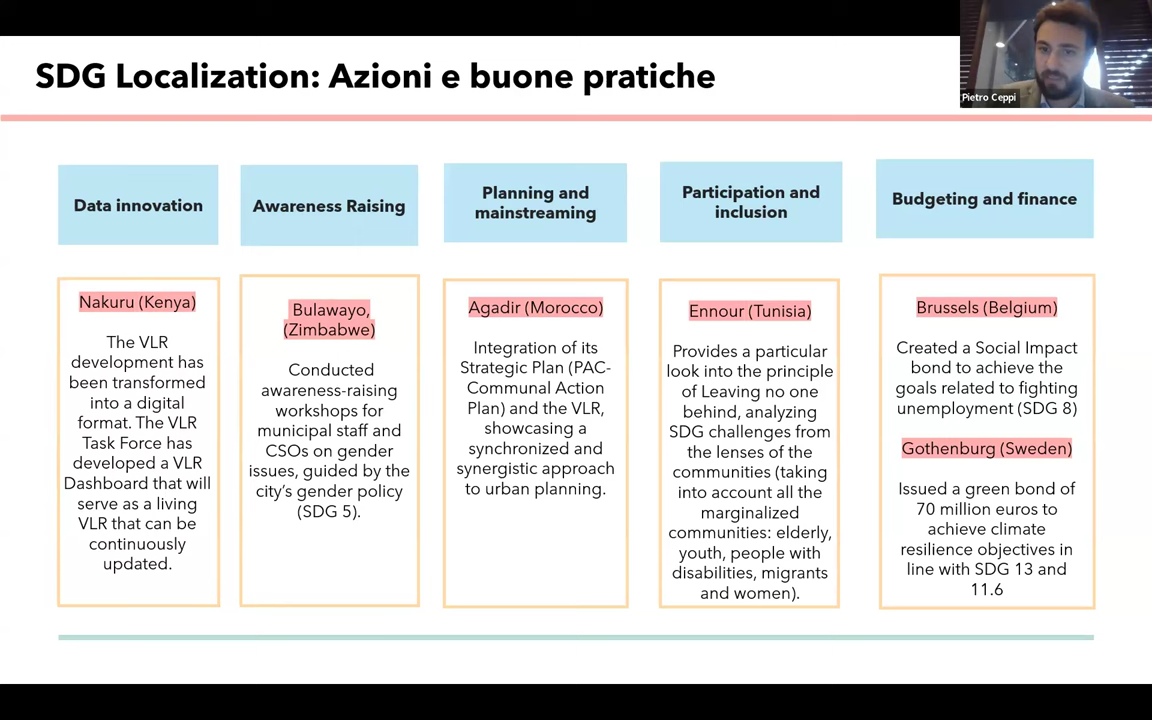 SDG Localization: Azioni e buone pratiche
Pietro Ceppi
Data innovation
Nakuru (Kenya)
The VLR
development has
been transformed
into a digital
format. The VLR
Task Force has
developed a VLR
Dashboard that will
serve as a living
VLR that can be
continuously
updated.
Awareness Raising
Bulawayo,
(Zimbabwe)
Conducted
awareness-raising
workshops for
municipal staff and
CSOs on gender
issues, guided by the
city's gender policy
(SDG 5).
Planning and
mainstreaming
Agadir (Morocco)
Integration of its
Strategic Plan (PAC-
Communal Action
Plan) and the VLR,
showcasing a
synchronized and
synergistic approach
to urban planning.
Participation and
inclusion
Ennour (Tunisia)
Provides a particular
look into the principle
of Leaving no one
behind, analyzing
SDG challenges from
the lenses of the
communities (taking
into account all the
marginalized
communities: elderly,
youth, people with
disabilities, migrants
and women).
Budgeting and finance
Brussels (Belgium)
Created a Social Impact
bond to achieve the
goals related to fighting
unemployment (SDG 8)
Gothenburg (Sweden)
Issued a green bond of
70 million euros to
achieve climate
resilience objectives in
line with SDG 13 and
11.6